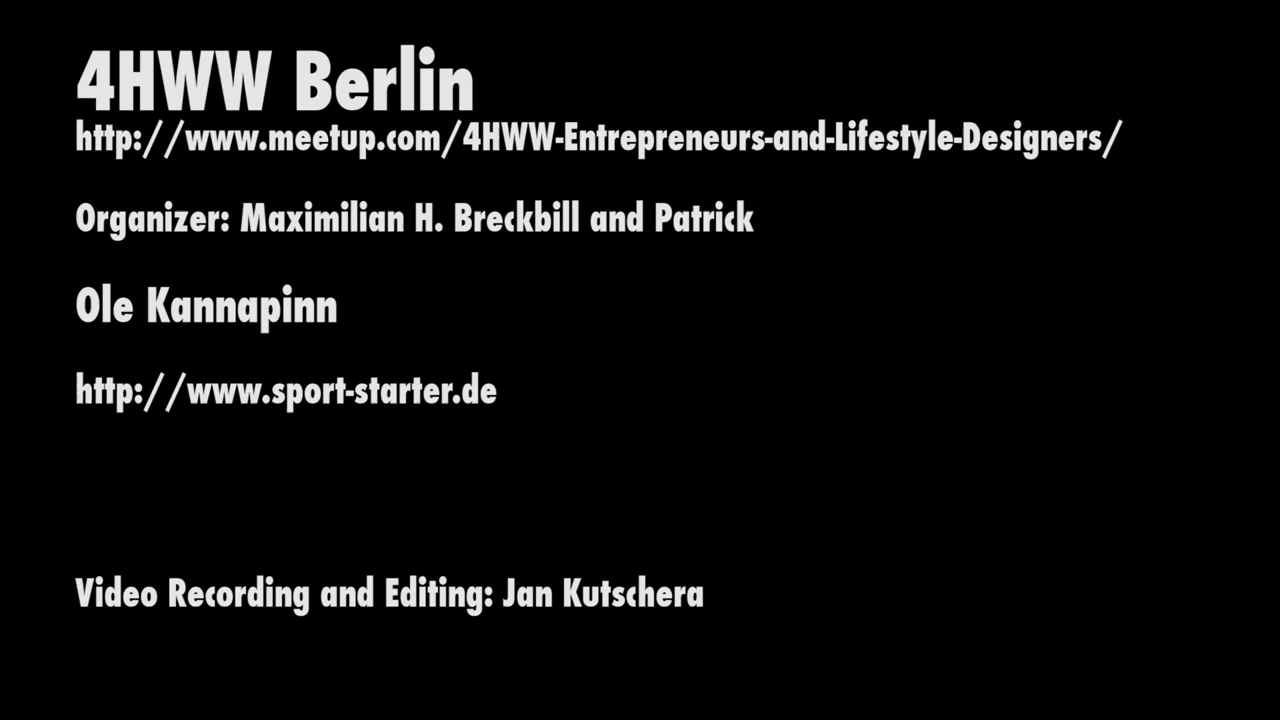 4HWW Berlin
http://www.meetup.com/4HWW-Entrepreneurs-and-Lifestyle-Designers/
Organizer: Maximilian H. Breckbill and Patrick
Ole Kannapinn
http://www.sport-starter.de
Video Recording and Editing: Jan Kutschera